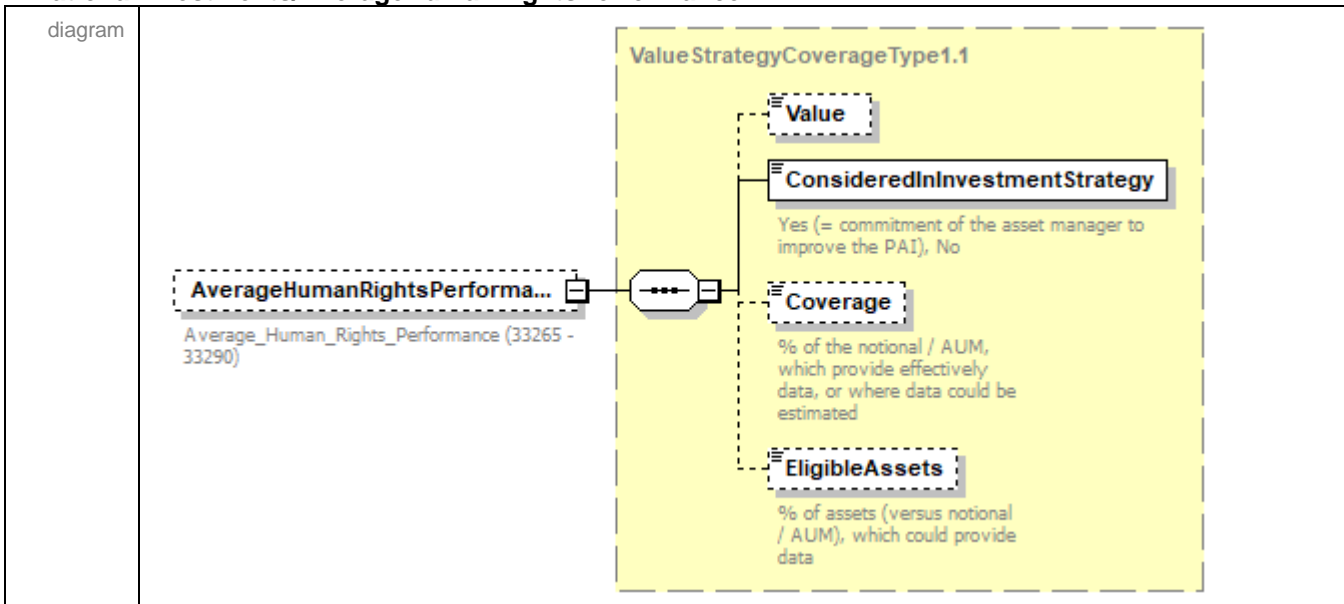 diagram
ValueStrategyCoverageType1.1
Value
ConsideredInInvestmentStrategy
Yes (= commitment of the asset manager to
improve the PAI), No
AverageHumanRightsPerforma...
Average_Human_Rights_Performance (33265 -
33290)
Coverage
% of the notional / AUM,
which provide effectively
data, or where data could be
estimated
EligibleAssets
% of assets (versus notional
/ AUM), which could provide
data